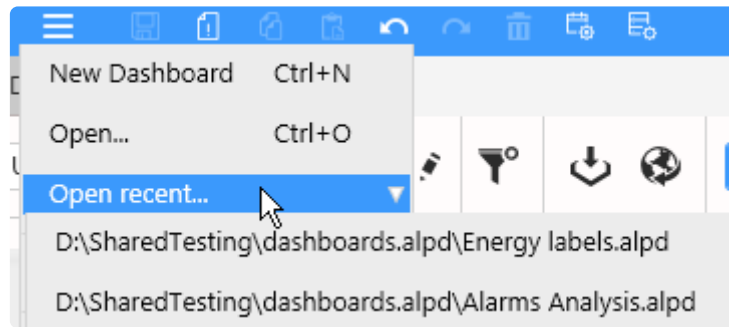 New Dashboard Ctrl+N
Open... Ctrl+O
Open recent...
D:\SharedTesting\dashboards.alpd\Energy labels.alpd
D:\SharedTesting\dashboards.alpd\Alarms Analysis.alpd